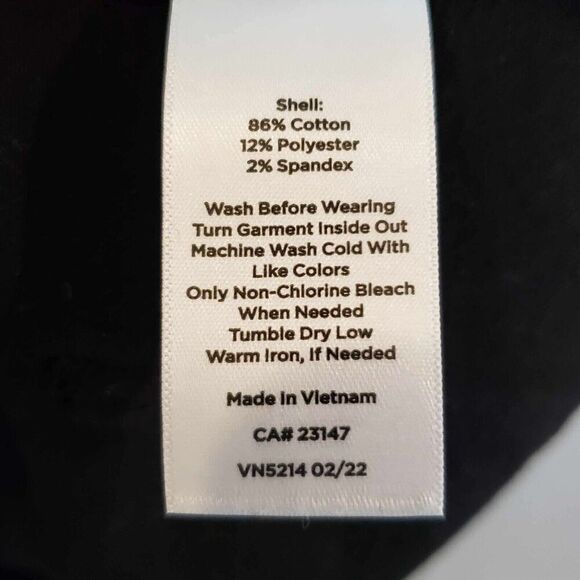 Shell:
86% Cotton
12% Polyester
2% Spandex
Wash Before Wearing
Turn Garment Inside Out
Machine Wash Cold With
Like Colors
Only Non-Chlorine Bleach
When Needed
Tumble Dry Low
Warm Iron, If Needed
Made in Vietnam
CA# 23147
VN5214 02/22